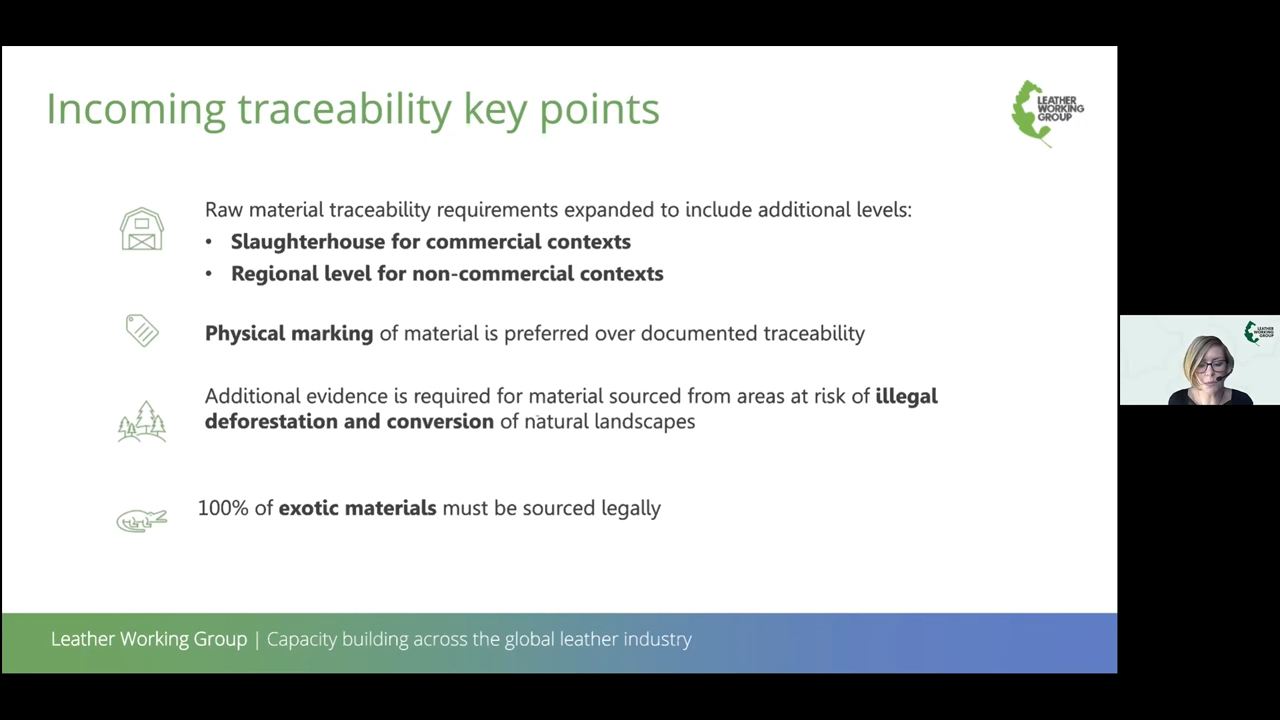 Incoming traceability key points
LEATHER
WORKING
GROUP
Raw material traceability requirements expanded to include additional levels:
• Slaughterhouse for commercial contexts
• Regional level for non-commercial contexts
Physical marking of material is preferred over documented traceability
Additional evidence is required for material sourced from areas at risk of illegal
deforestation and conversion of natural landscapes
100% of exotic materials must be sourced legally
Leather Working Group | Capacity building across the global leather industry
LEATHER
WORKING
GROUP